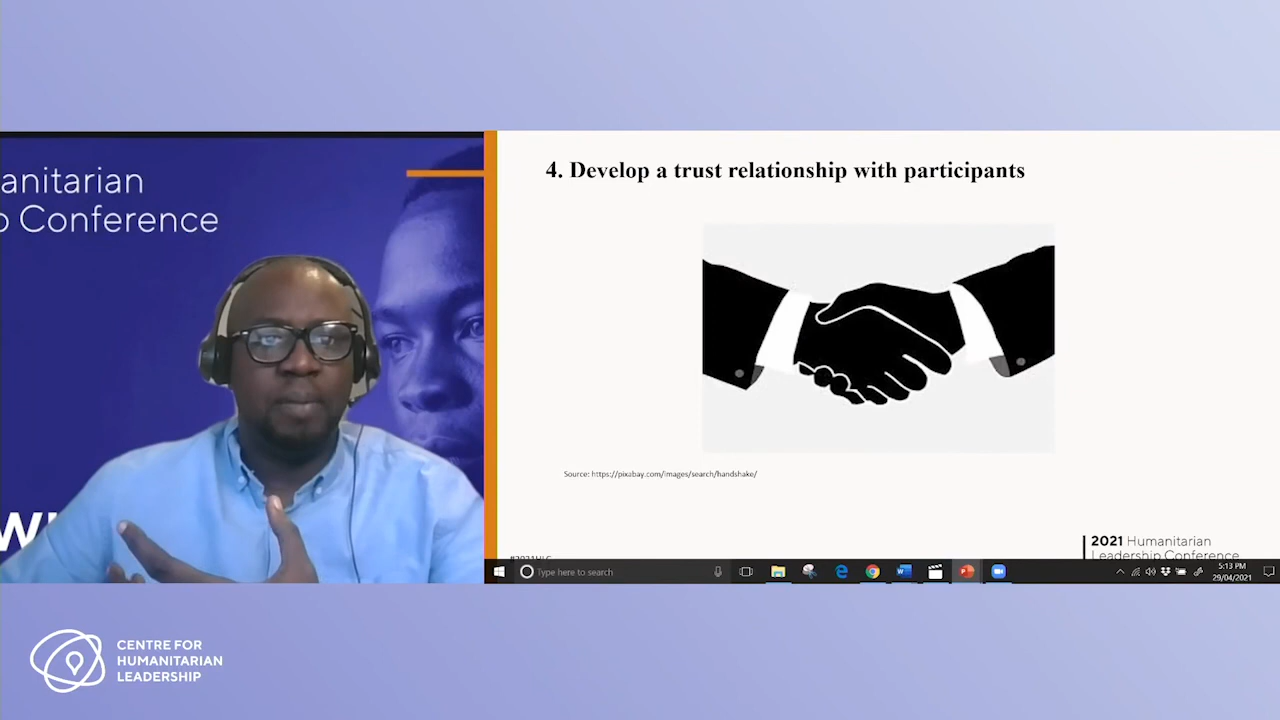 anitarian
Conference
4. Develop a trust relationship with participants
Source: https://pixabay.com/images/search/handshake/
2021 Humanitarian
Leadership Conference
#2021HLC
Type here to search
5:13 PM
29/04/2021
CENTRE FOR
HUMANITARIAN
LEADERSHIP